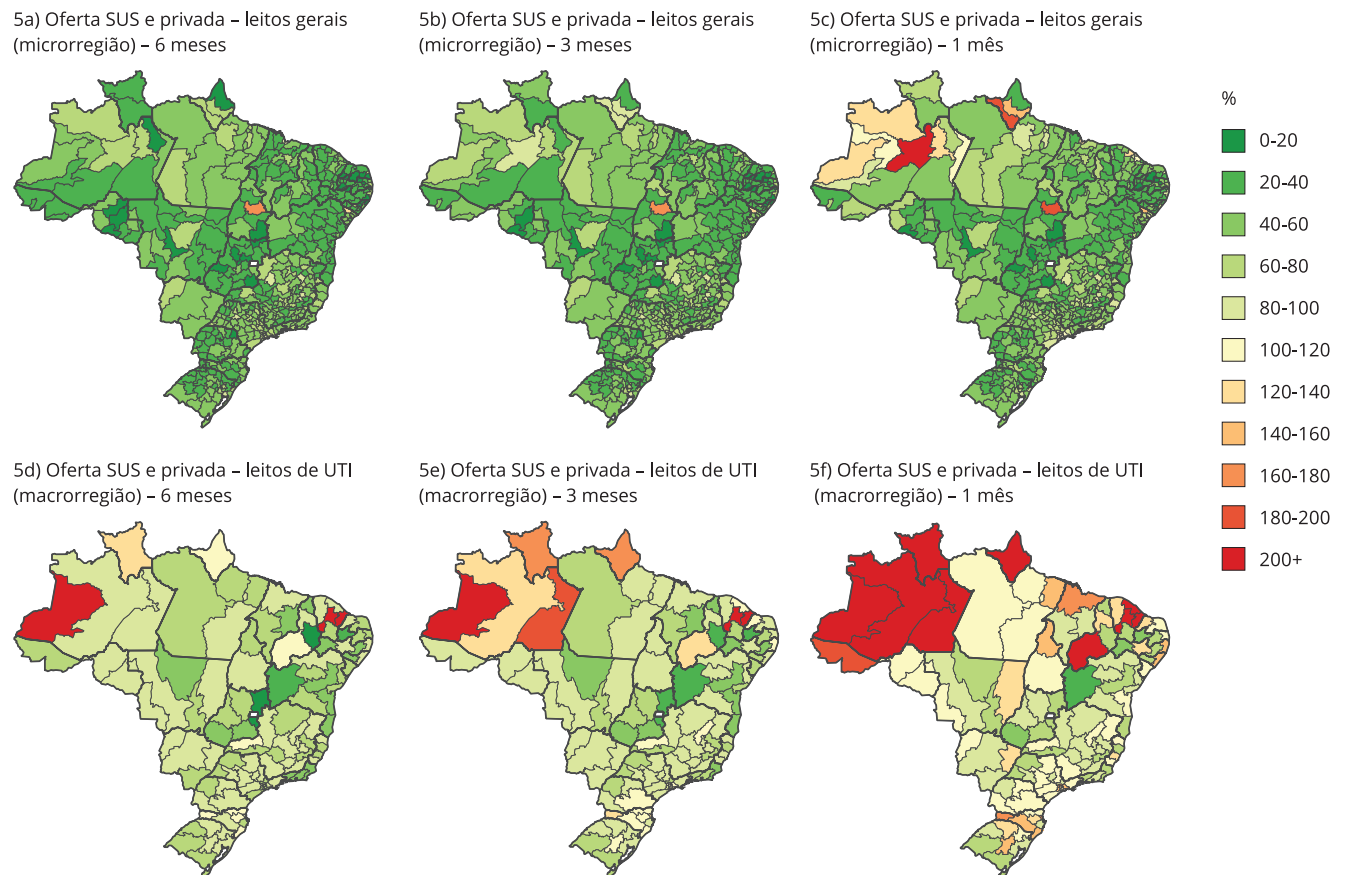 5a) Oferta SUS e privada – leitos gerais
(microrregião) – 6 meses
5b) Oferta SUS e privada – leitos gerais
(microrregião) – 3 meses
5c) Oferta SUS e privada – leitos gerais
(microrregião) – 1 mês
%
0-20
20-40
40-60
60-80
80-100
100-120
120-140
140-160
160-180
180-200
200+
5d) Oferta SUS e privada – leitos de UTI
(macrorregião) – 6 meses
5e) Oferta SUS e privada – leitos de UTI
(macrorregião) – 3 meses
5f) Oferta SUS e privada – leitos de UTI
(macrorregião) – 1 mês